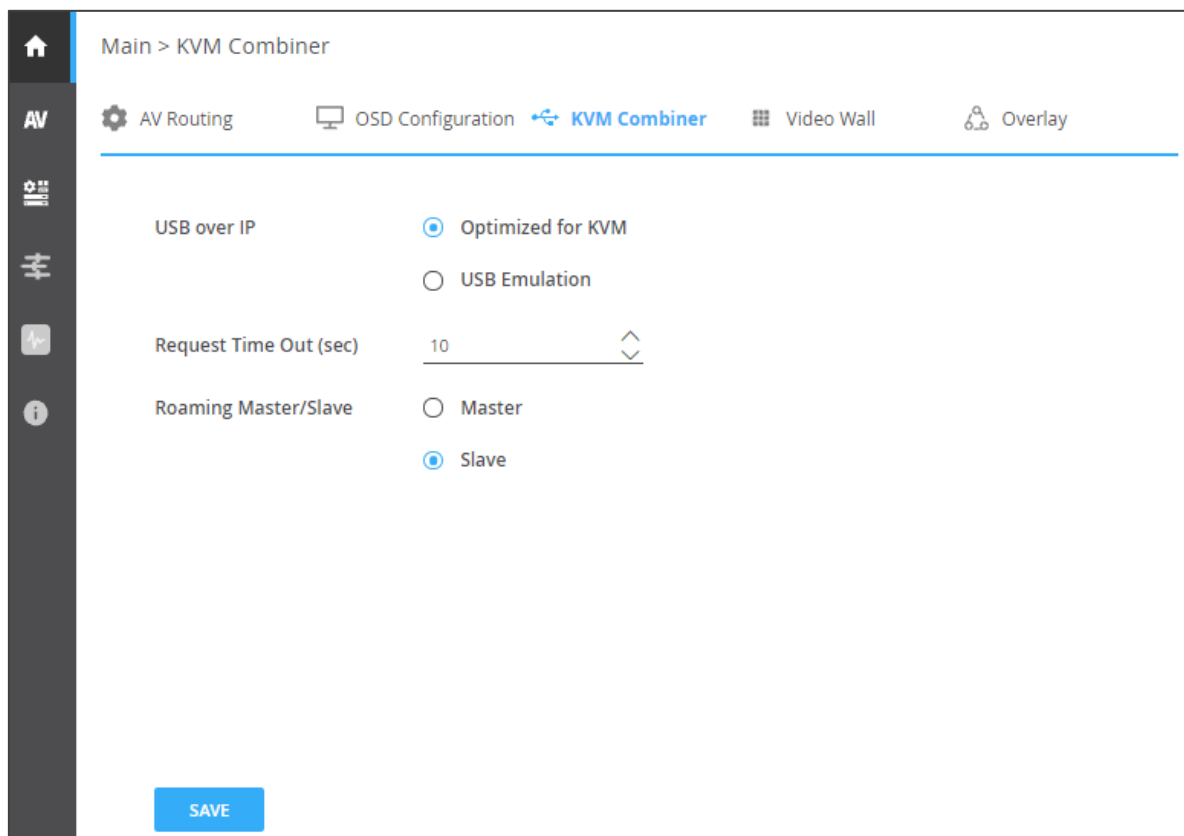 Main > KVM Combiner
AV
AV Routing
OSD Configuration
KVM Combiner
Video Wall
Overlay
USB over IP
Optimized for KVM
USB Emulation
Request Time Out (sec)
10
Roaming Master/Slave
Master
Slave
SAVE